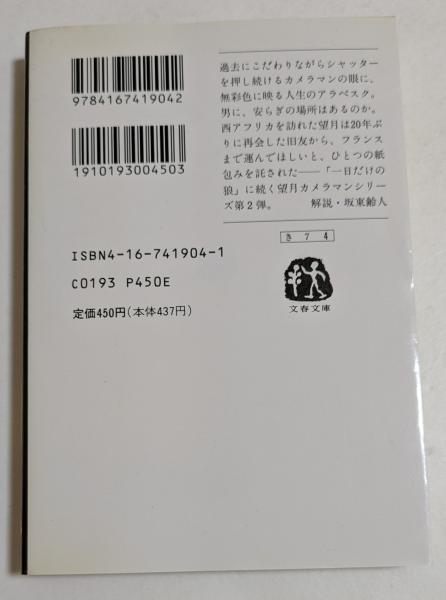 9784167419042
1910193004503
ISBN4-16-741904-1
C0193 P450E
定価450円(本体437円)
過去にこだわりながらシャッター
を押し続けるカメラマンの眼に、
無彩色に映る人生のアラベスク。
男に、安らぎの場所はあるのか。
西アフリカを訪れた望月は20年ぶ
りに再会した旧友から、フランス
まで運んでほしいと、ひとつの紙
包みを託された──「一日だけの
狼」に続く望月カメラマンシリー
ズ第2弾。 解説・坂東齢人
き 7 4
文春文庫